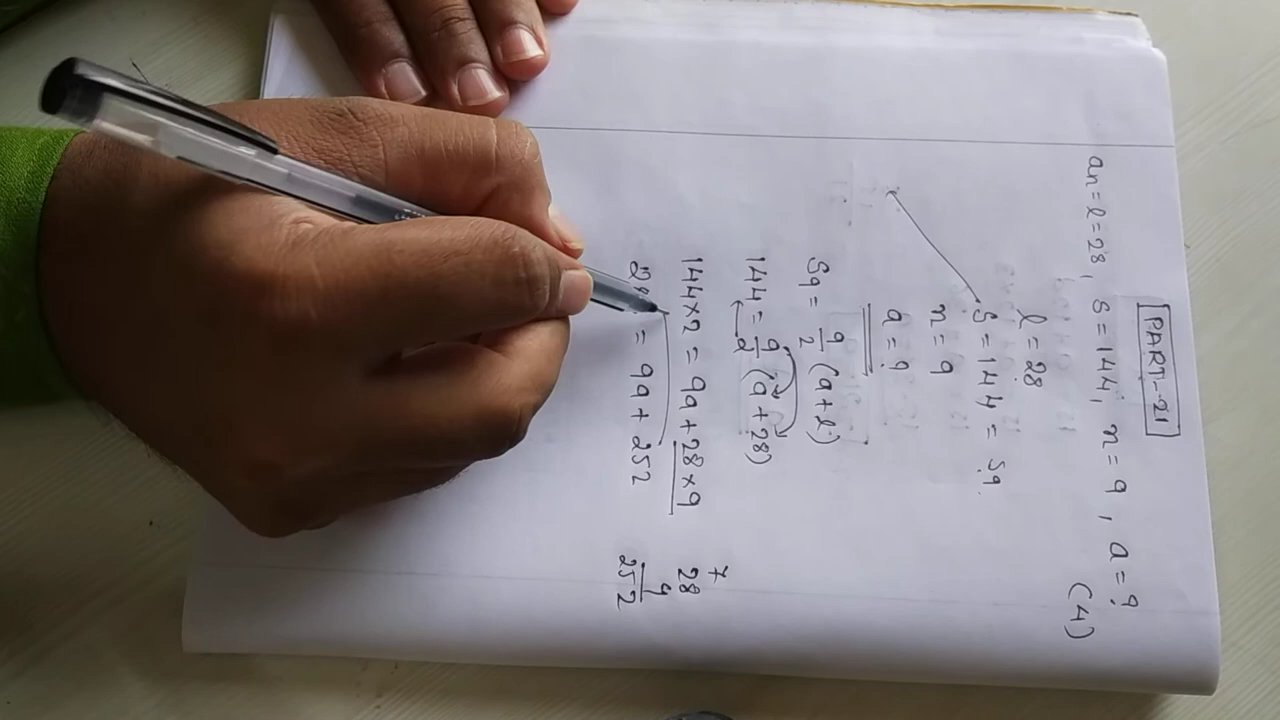 PART-21
an = l = 28, S = 144, n = 9, a = ?
(4)
l = 28
S = 144 = S9
n = 9
a = ?
S9 = 9/2 (a + l)
144 = 9/2 (a + 28)
144 × 2 = 9a + 28 × 9
= 9a + 252
7
28
9
252